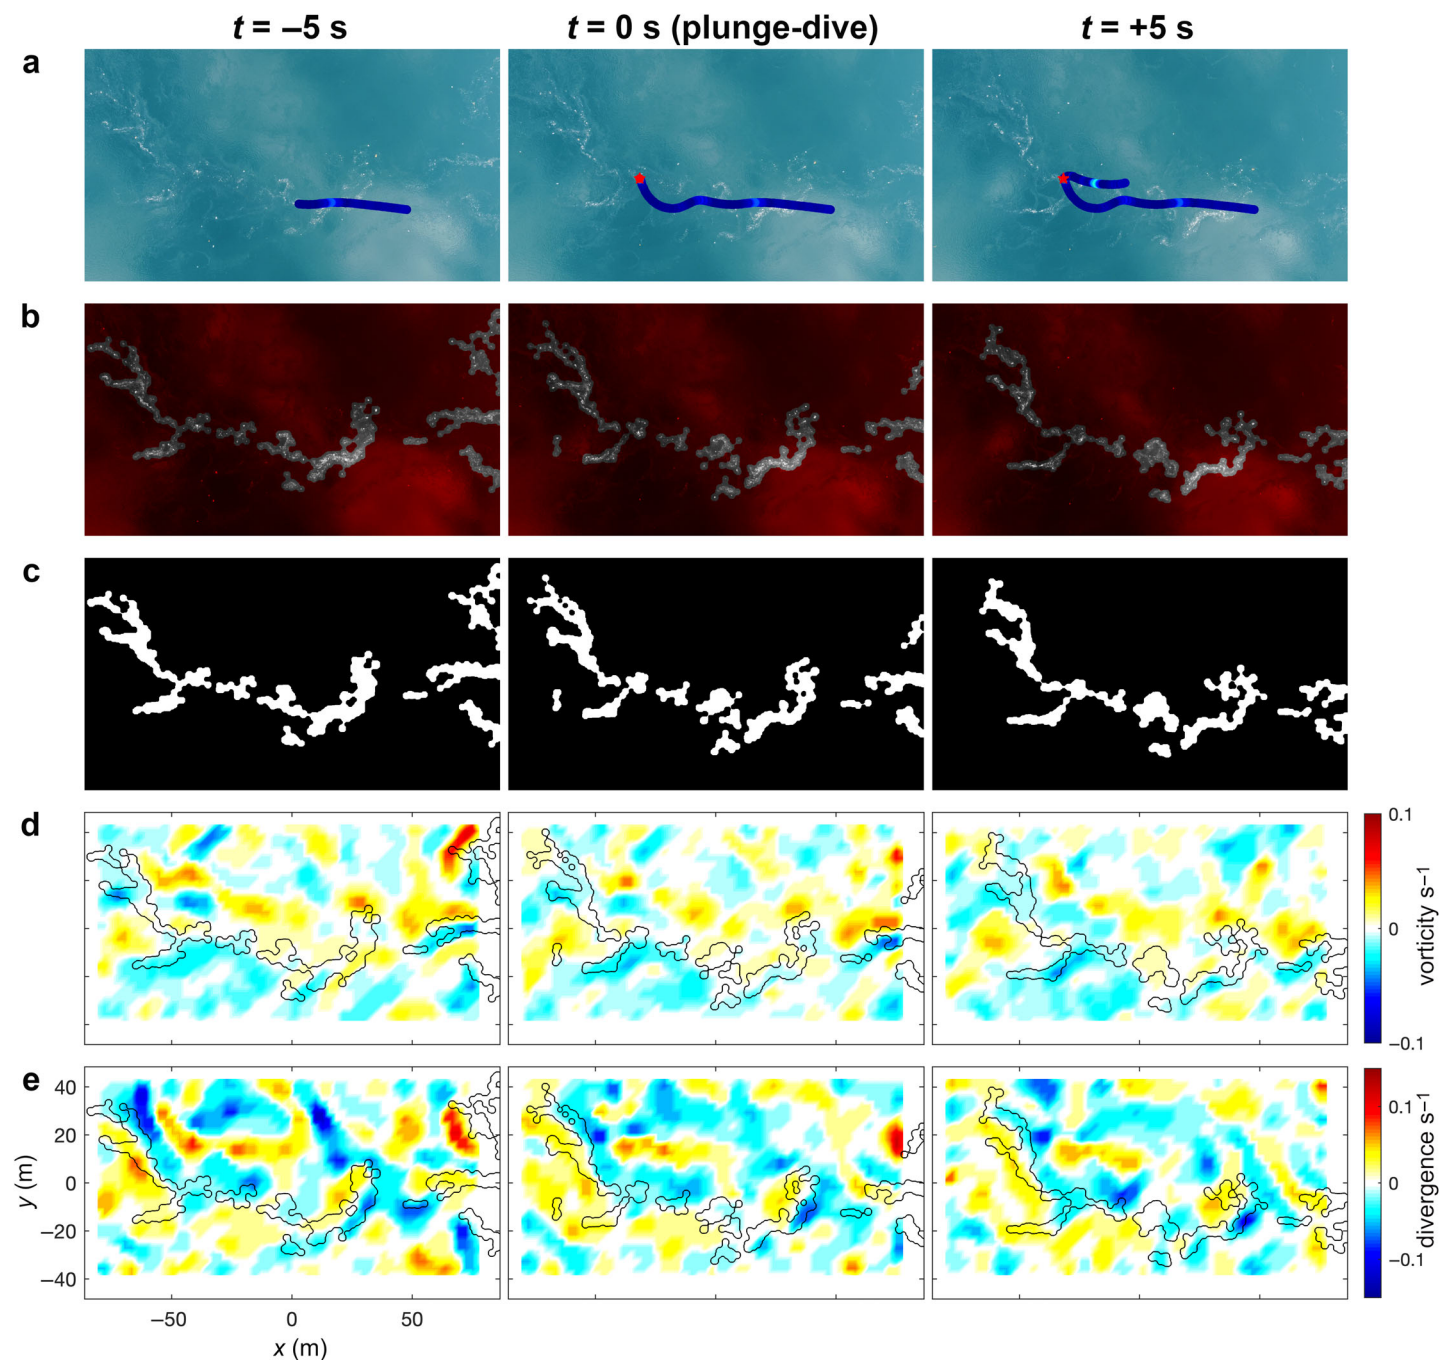 t = –5 s
t = 0 s (plunge-dive)
t = +5 s
a
b
c
d
0.1
0
–0.1
vorticity s–1
e
40
20
0
–20
–40
y (m)
–50
0
50
x (m)
0.1
0
–0.1
divergence s–1